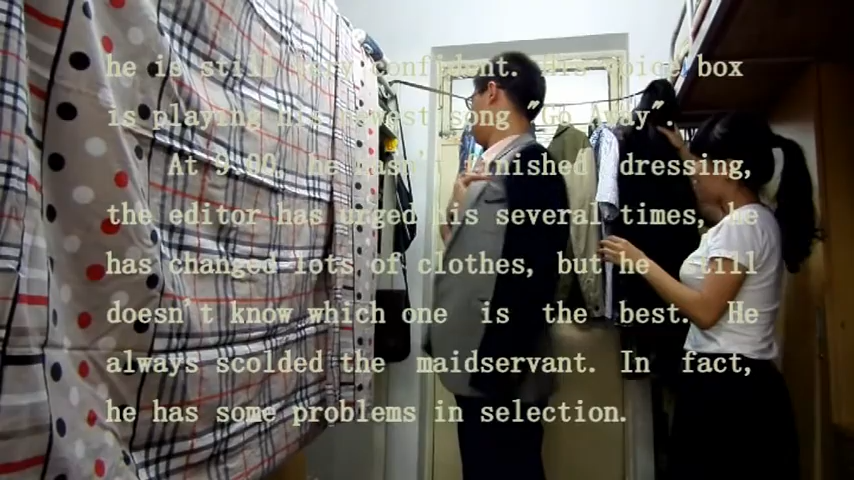 he is still very confident. His voice box
is playing his newest song "Go Away".
At 9:00, he hasn't finished dressing,
the editor has urged his several times, he
has changed lots of clothes, but he still
doesn't know which one is the best. He
always scolded the maidservant. In fact,
he has some problems in selection.